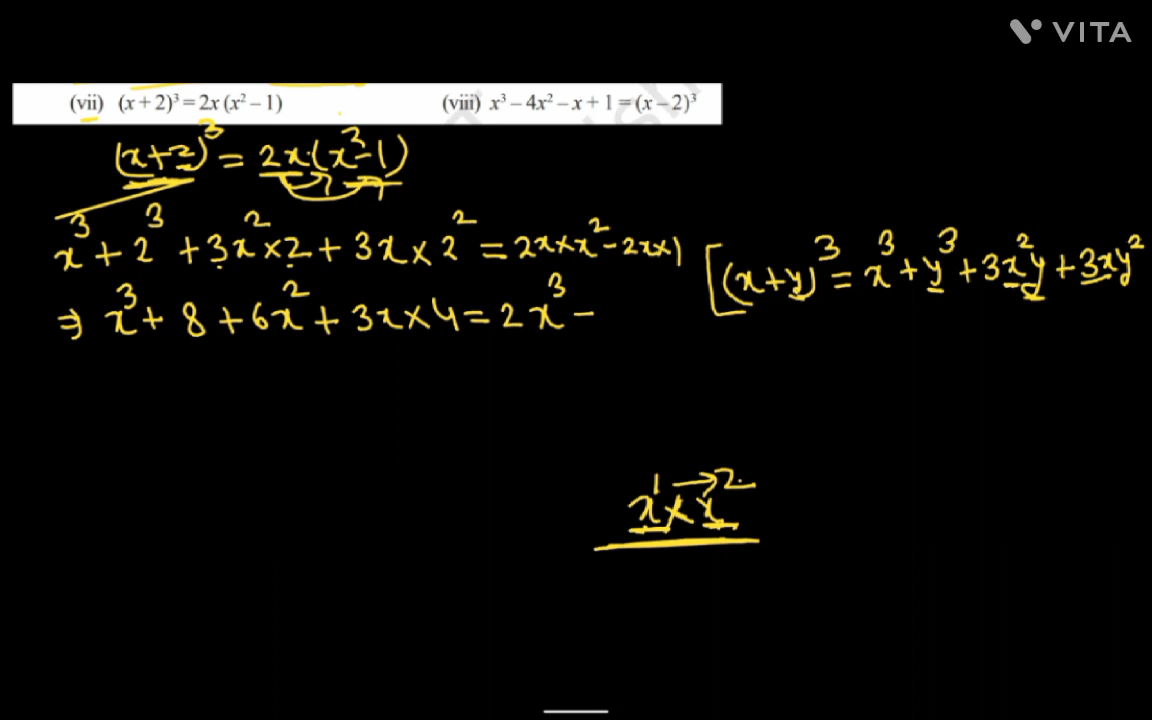 VITA
(vii) (x + 2)³ = 2x (x² – 1) (viii) x³ – 4x² – x + 1 = (x – 2)³
(x+2)³ = 2x·(x³-1)
x³ + 2³ + 3x²×2 + 3x×2² = 2x×x² - 2x×1 [(x+y)³ = x³+y³+3x²y+3xy²
⇒ x³ + 8 + 6x² + 3x×4 = 2x³ -
x¹ × x²